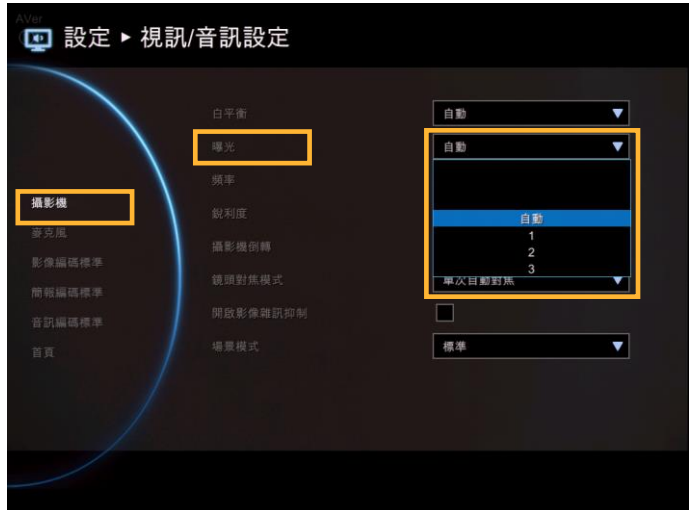 AVer
設定 ▸ 視訊/音訊設定
攝影機
麥克風
影像編碼標準
簡報編碼標準
音訊編碼標準
首頁
白平衡 自動
曝光 自動
頻率
銳利度
攝影機倒轉
鏡頭對焦模式 單次自動對焦
開啟影像雜訊抑制
場景模式 標準
自動
1
2
3